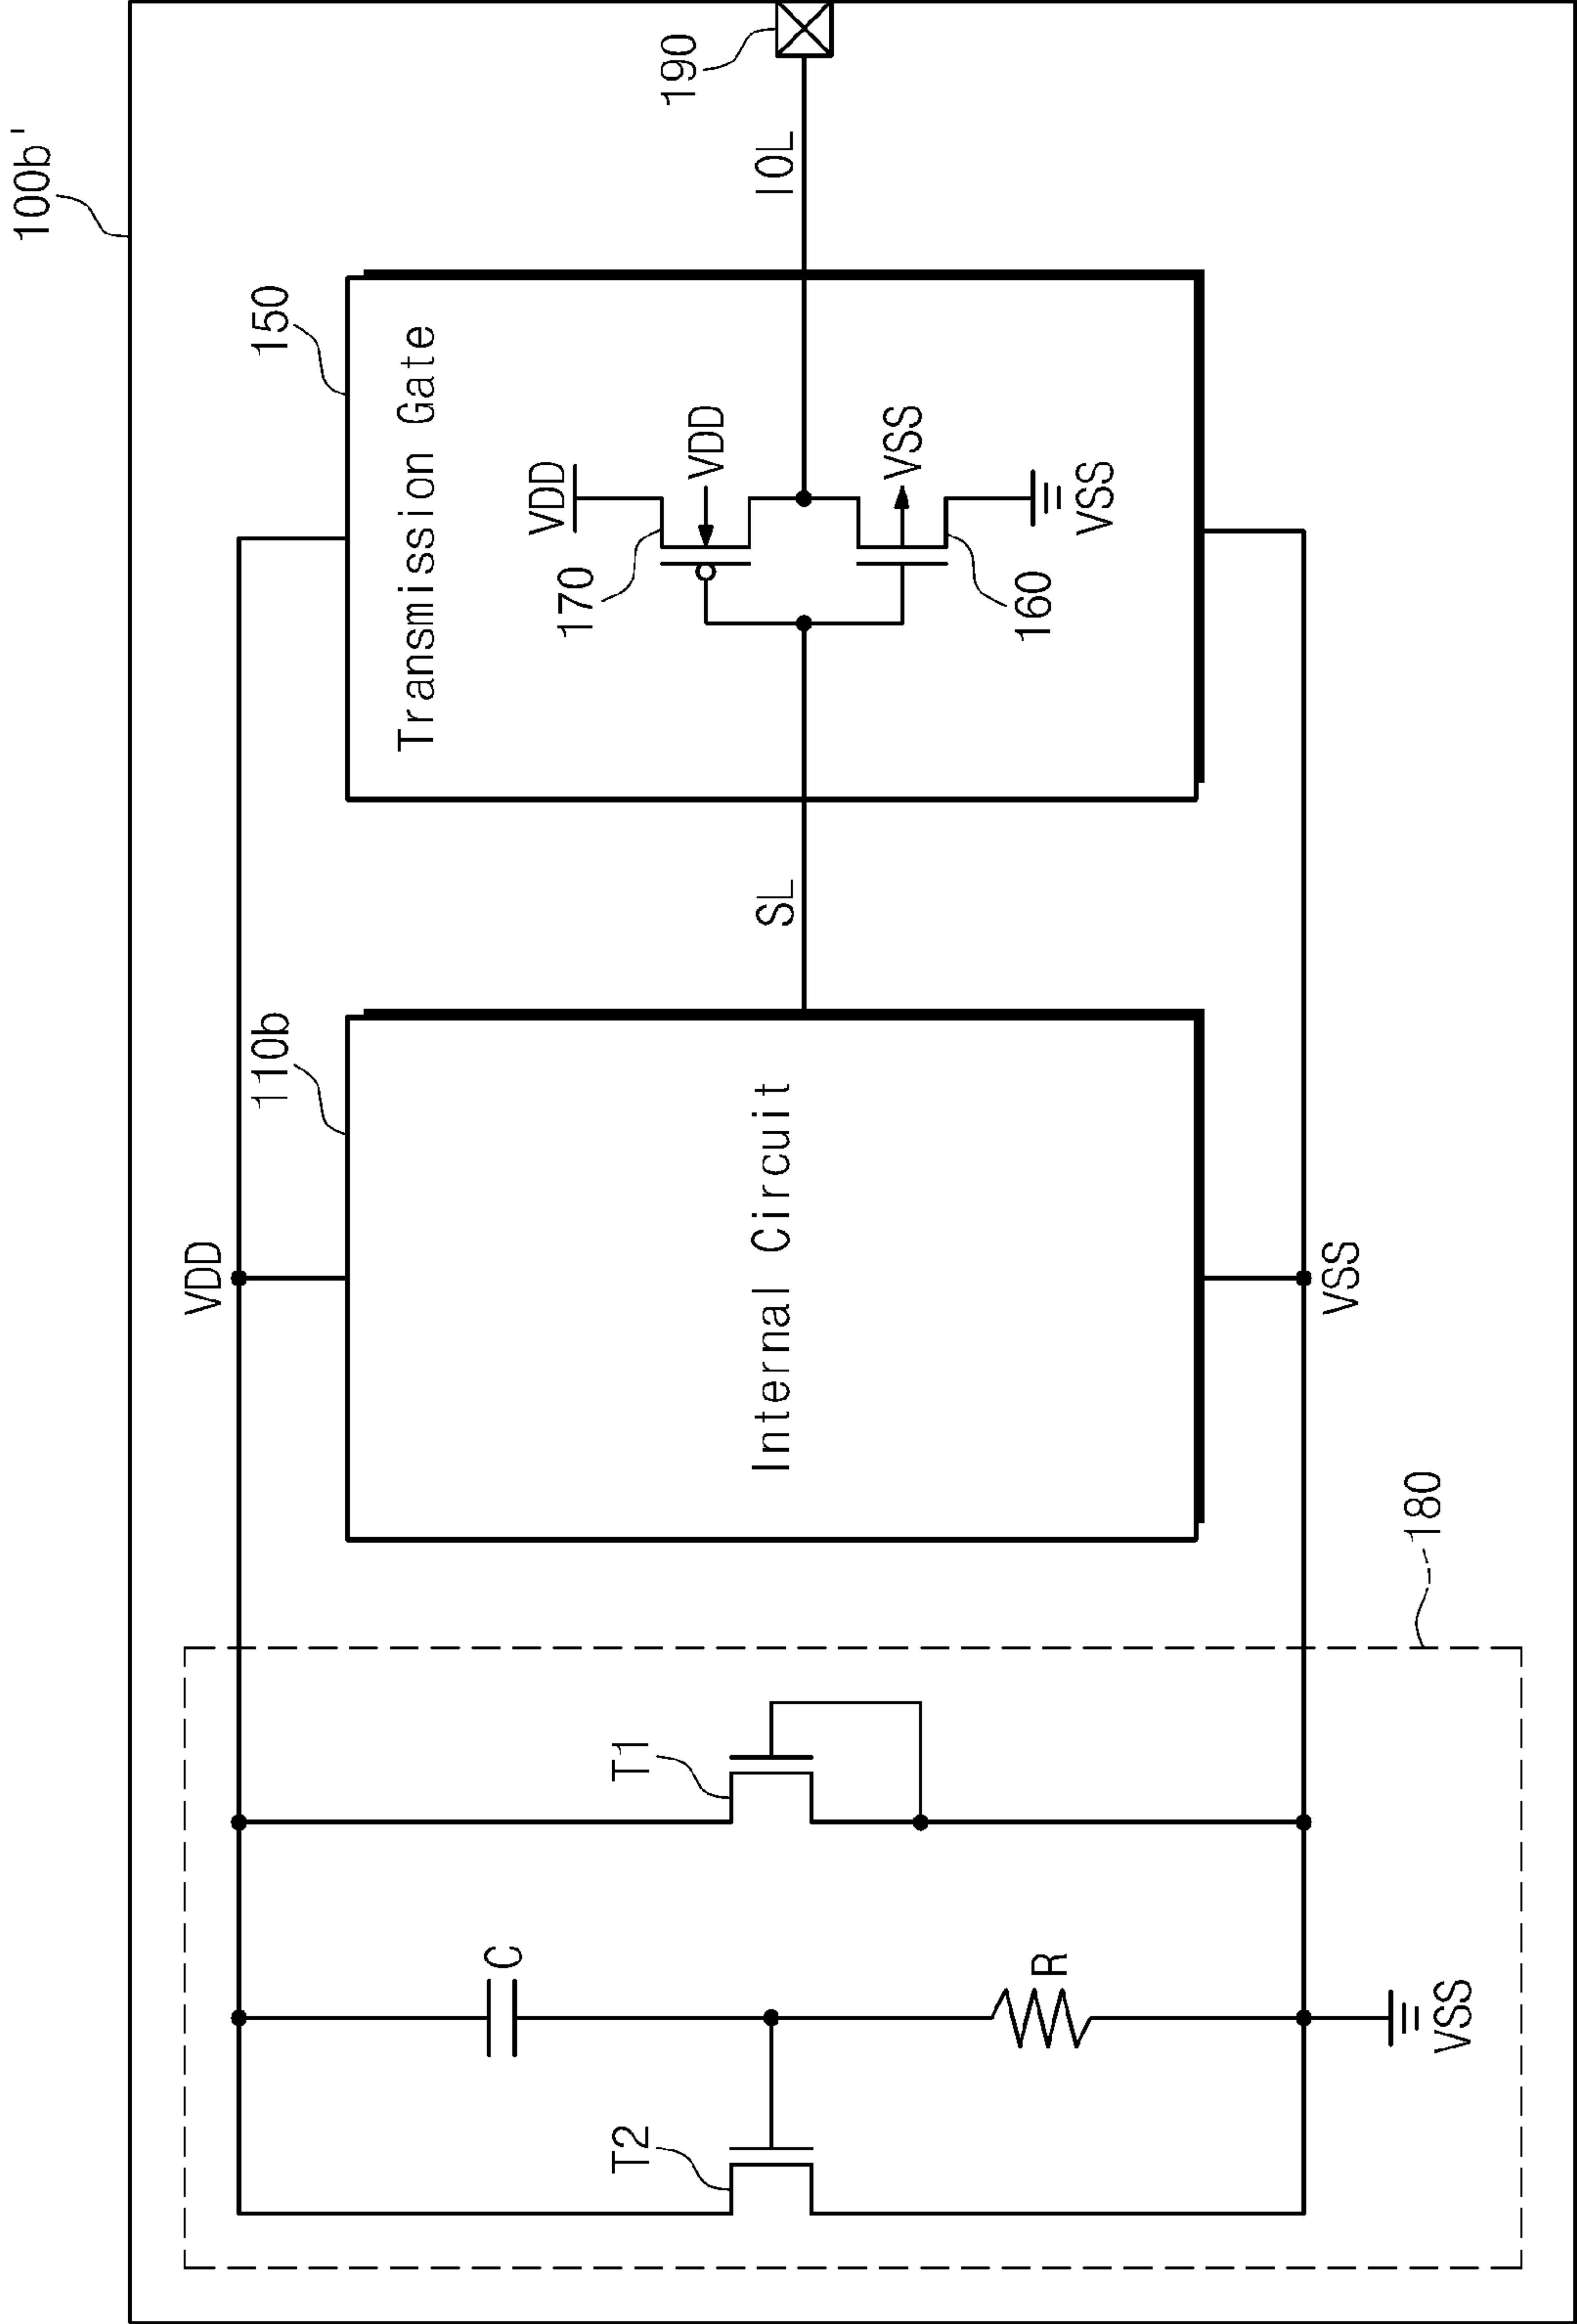 100b'
180
T2
C
R
VSS
T1
VDD
VSS
110b
Internal Circuit
SL
150
Transmission Gate
VDD
170
VDD
VSS
160
VSS
IOL
190